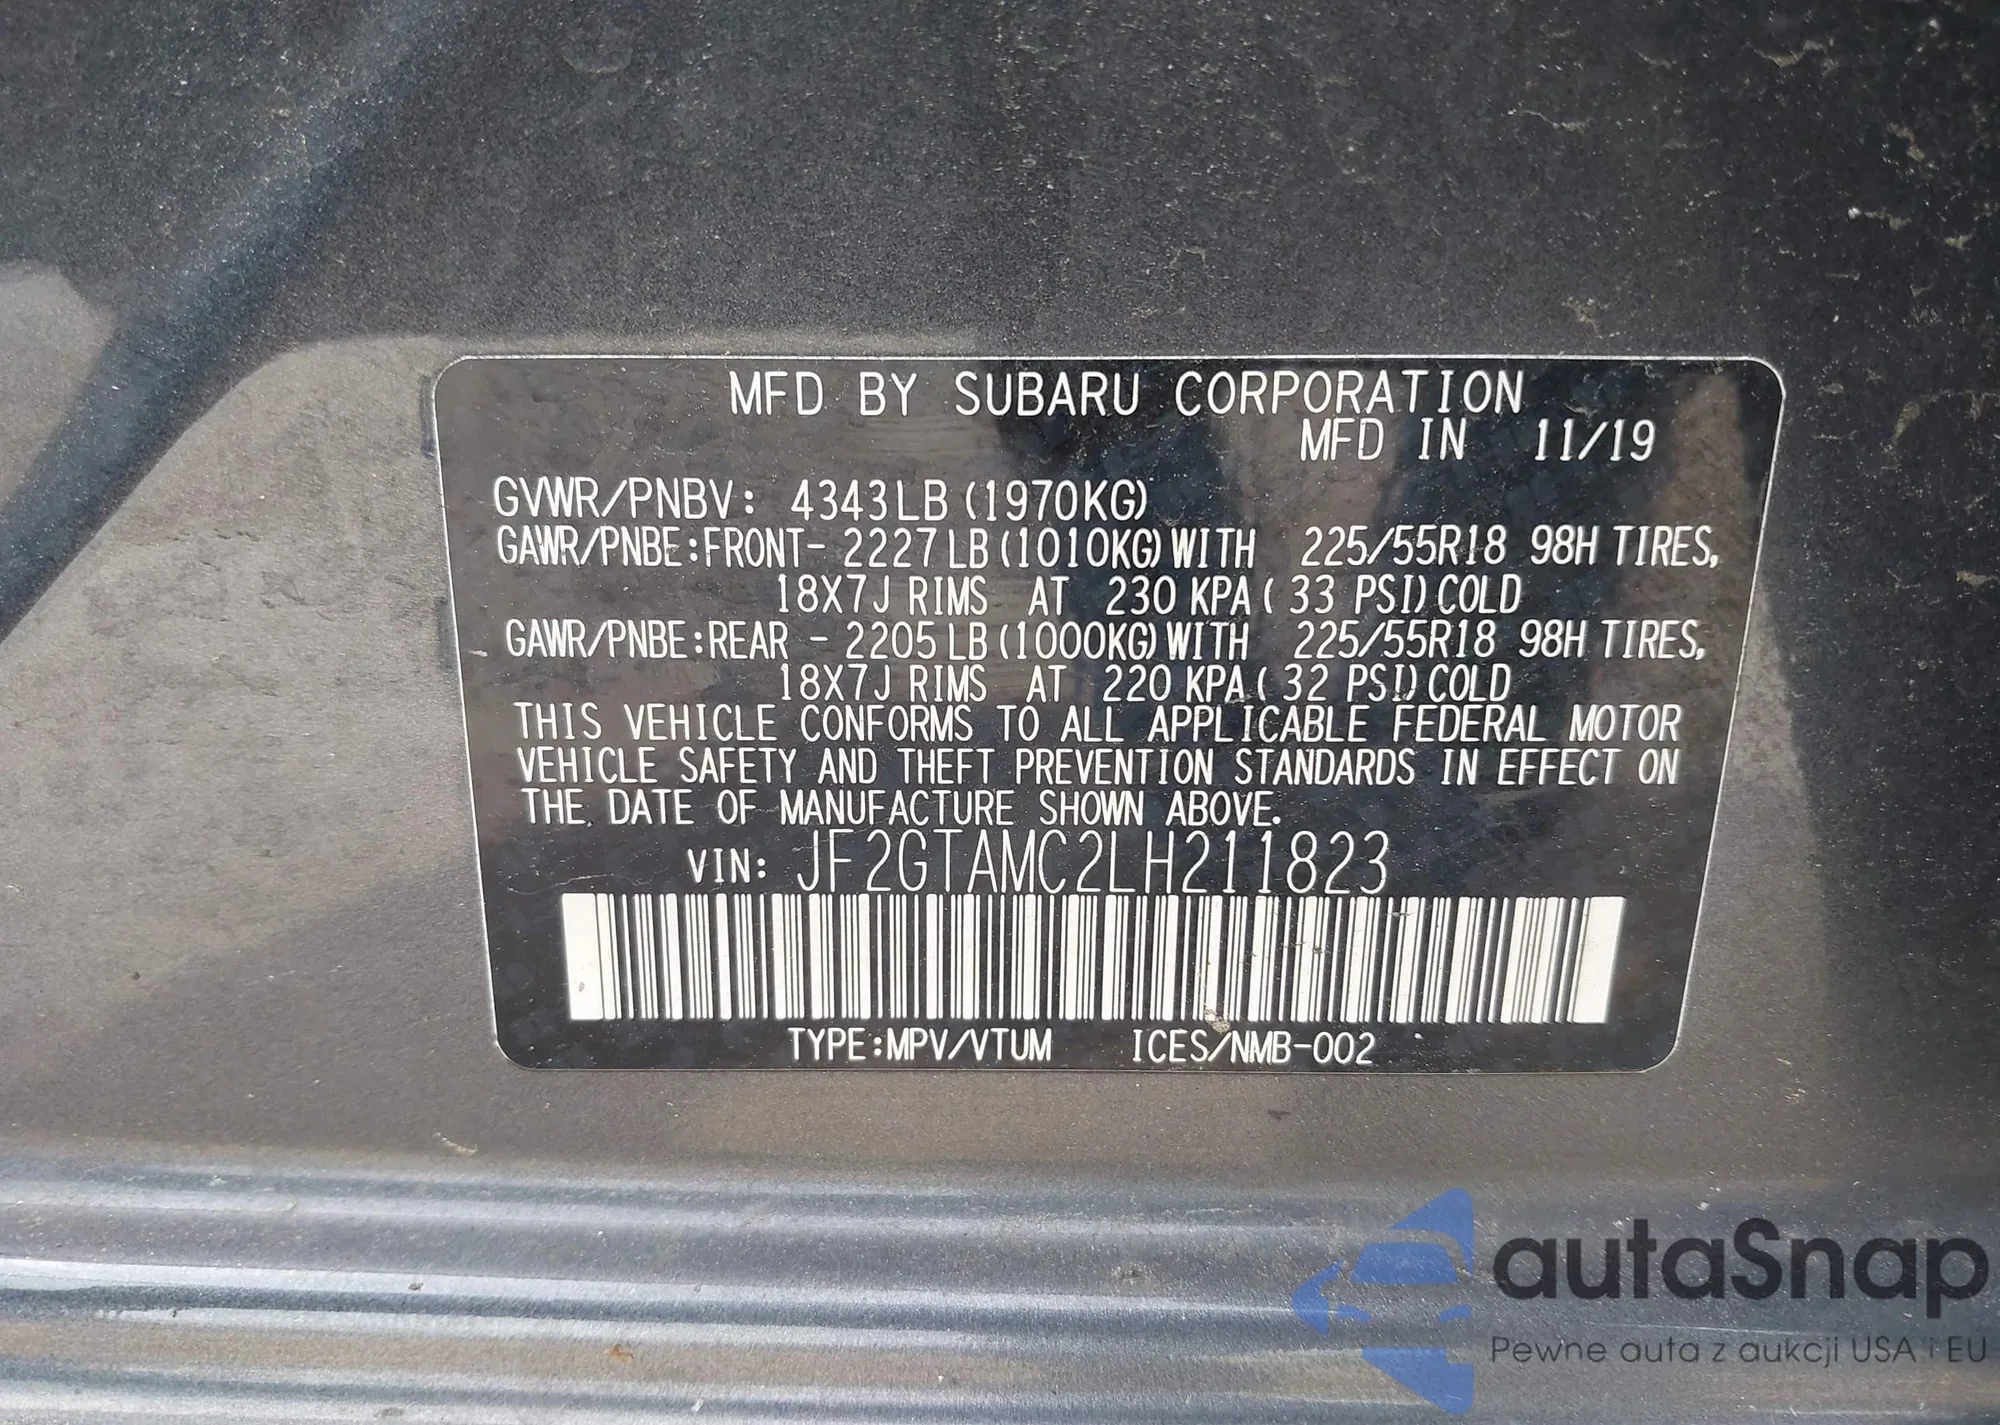 MFD BY SUBARU CORPORATION
MFD IN 11/19
GVWR/PNBV: 4343LB (1970KG)
GAWR/PNBE:FRONT- 2227LB(1010KG)WITH 225/55R18 98H TIRES,
18X7J RIMS AT 230 KPA( 33 PSI)COLD
GAWR/PNBE:REAR - 2205LB(1000KG)WITH 225/55R18 98H TIRES,
18X7J RIMS AT 220 KPA( 32 PSI)COLD
THIS VEHICLE CONFORMS TO ALL APPLICABLE FEDERAL MOTOR
VEHICLE SAFETY AND THEFT PREVENTION STANDARDS IN EFFECT ON
THE DATE OF MANUFACTURE SHOWN ABOVE.
VIN: JF2GTAMC2LH211823
TYPE:MPV/VTUM ICES/NMB-002
autaSnap
Pewne auta z aukcji USA i EU